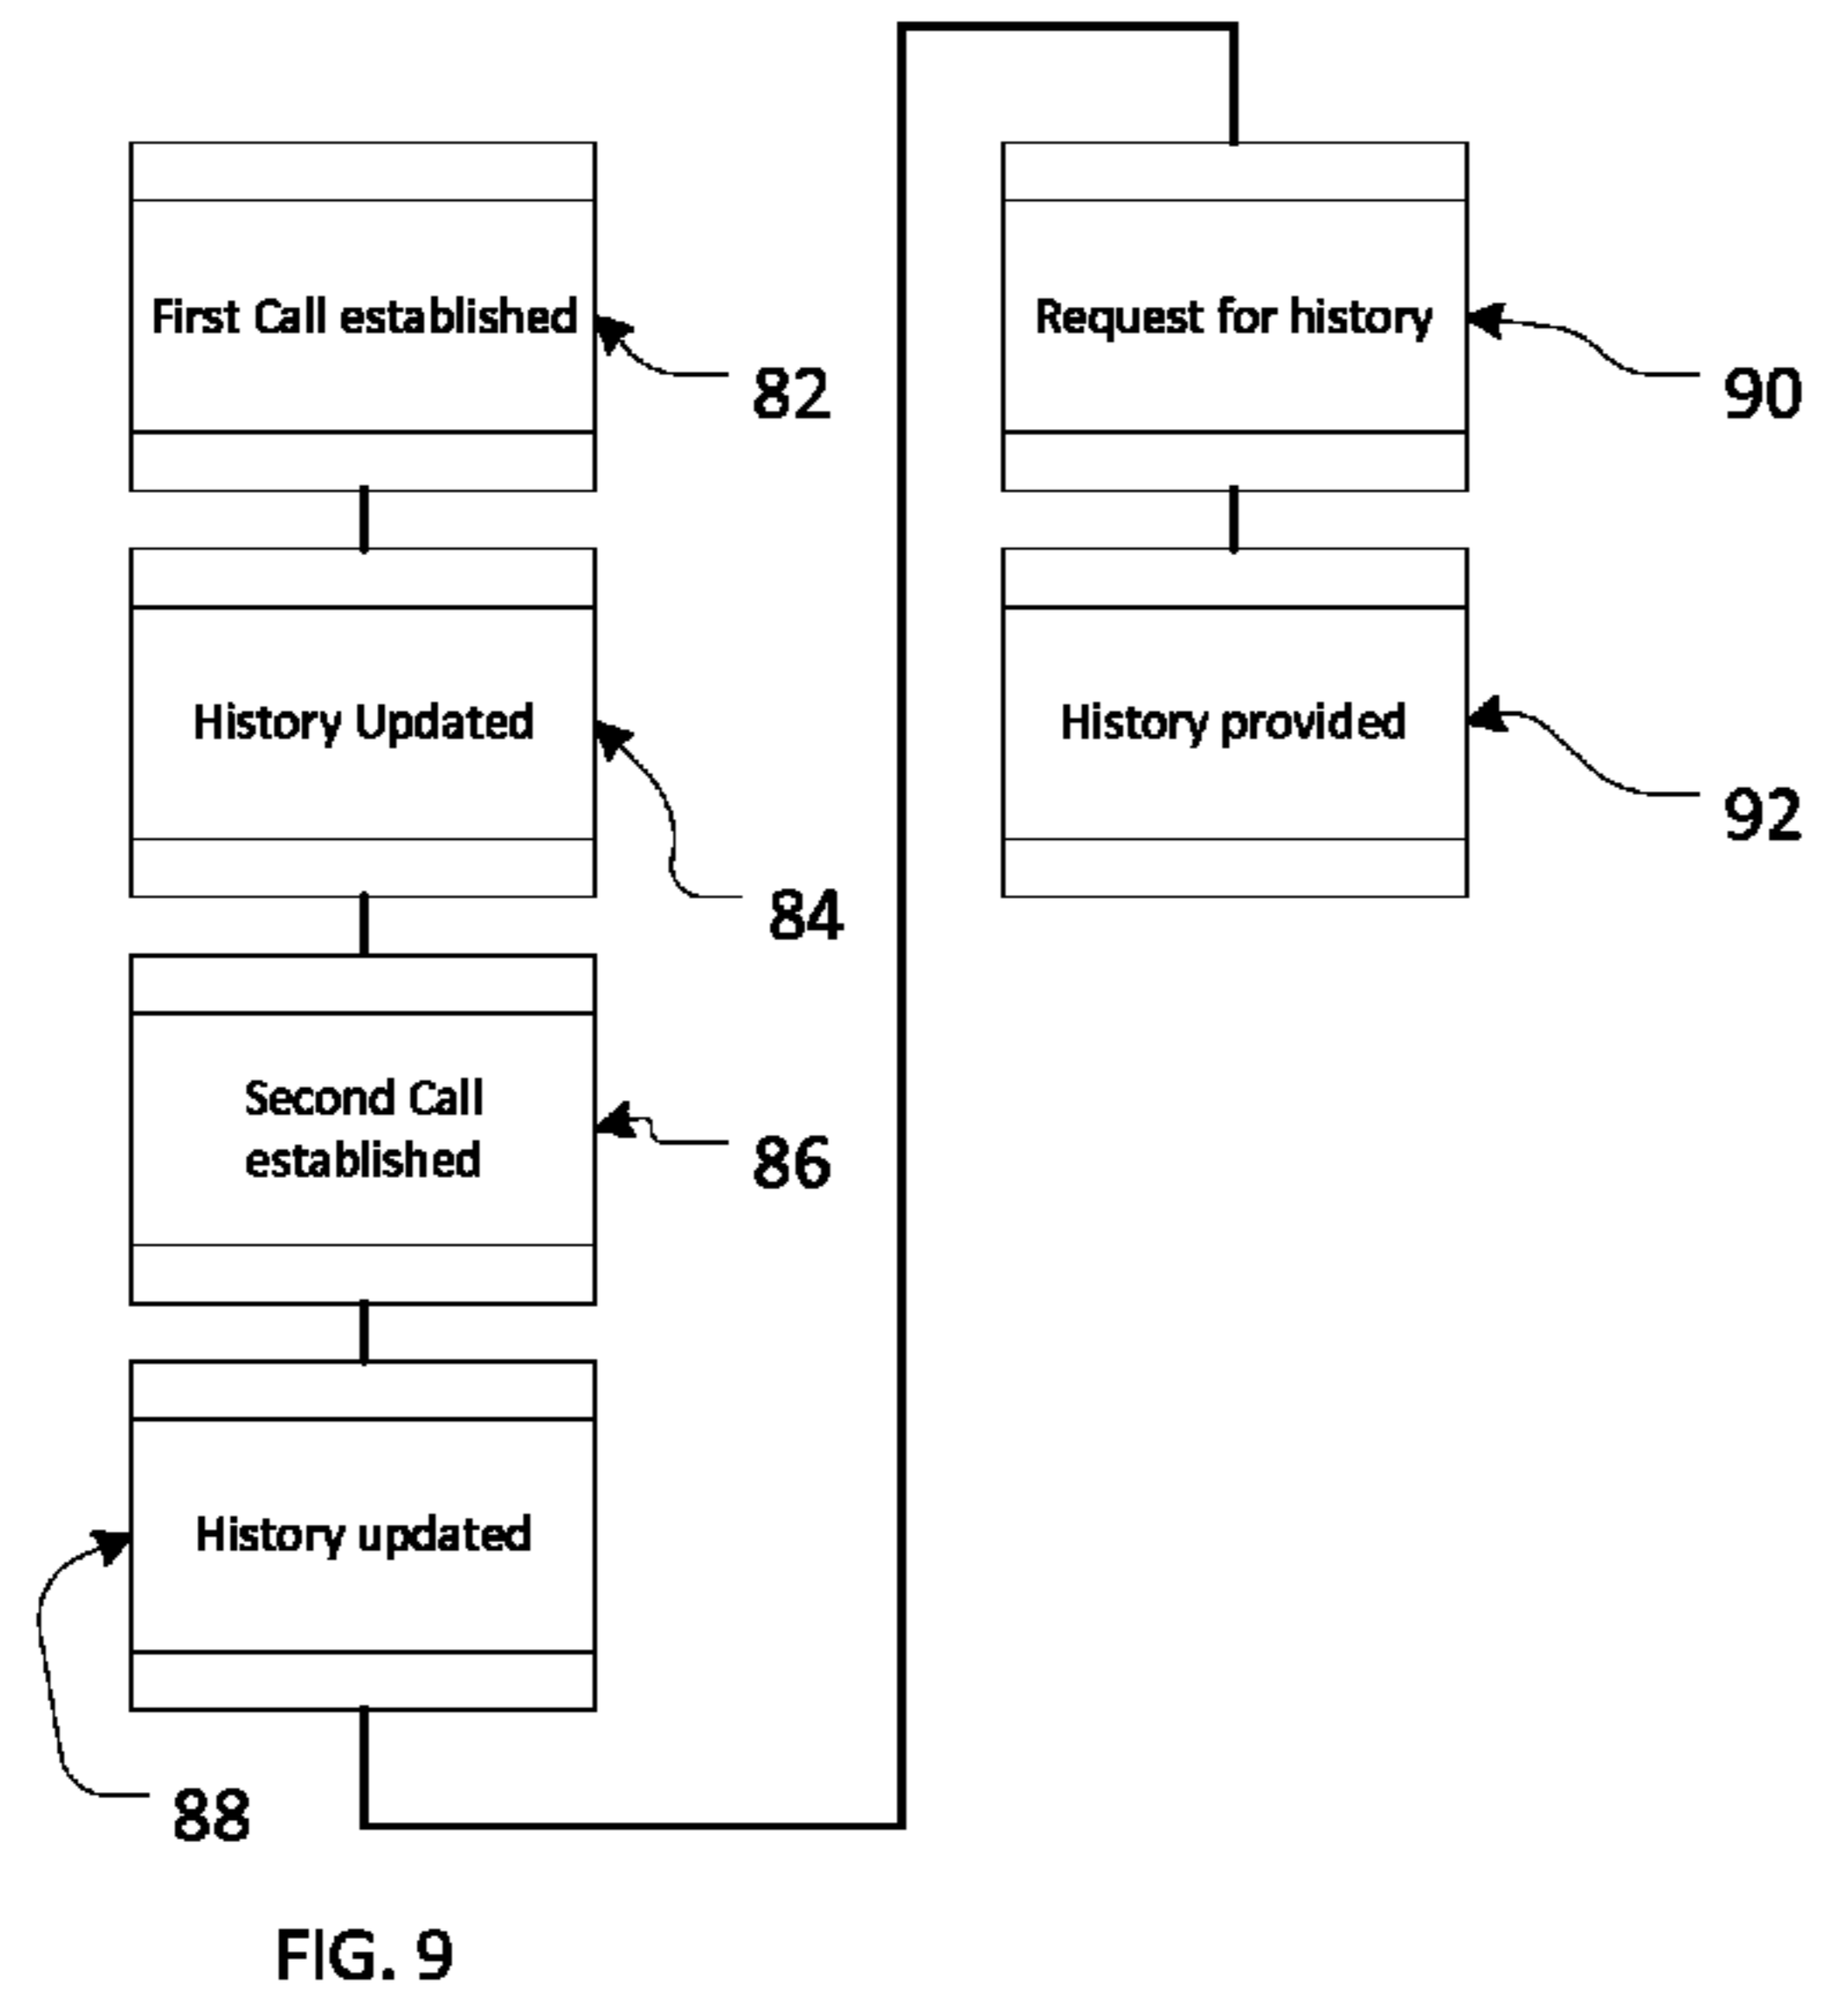 First Call established
82
History Updated
84
Second Call
established
86
History updated
88
Request for history
90
History provided
92
FIG. 9